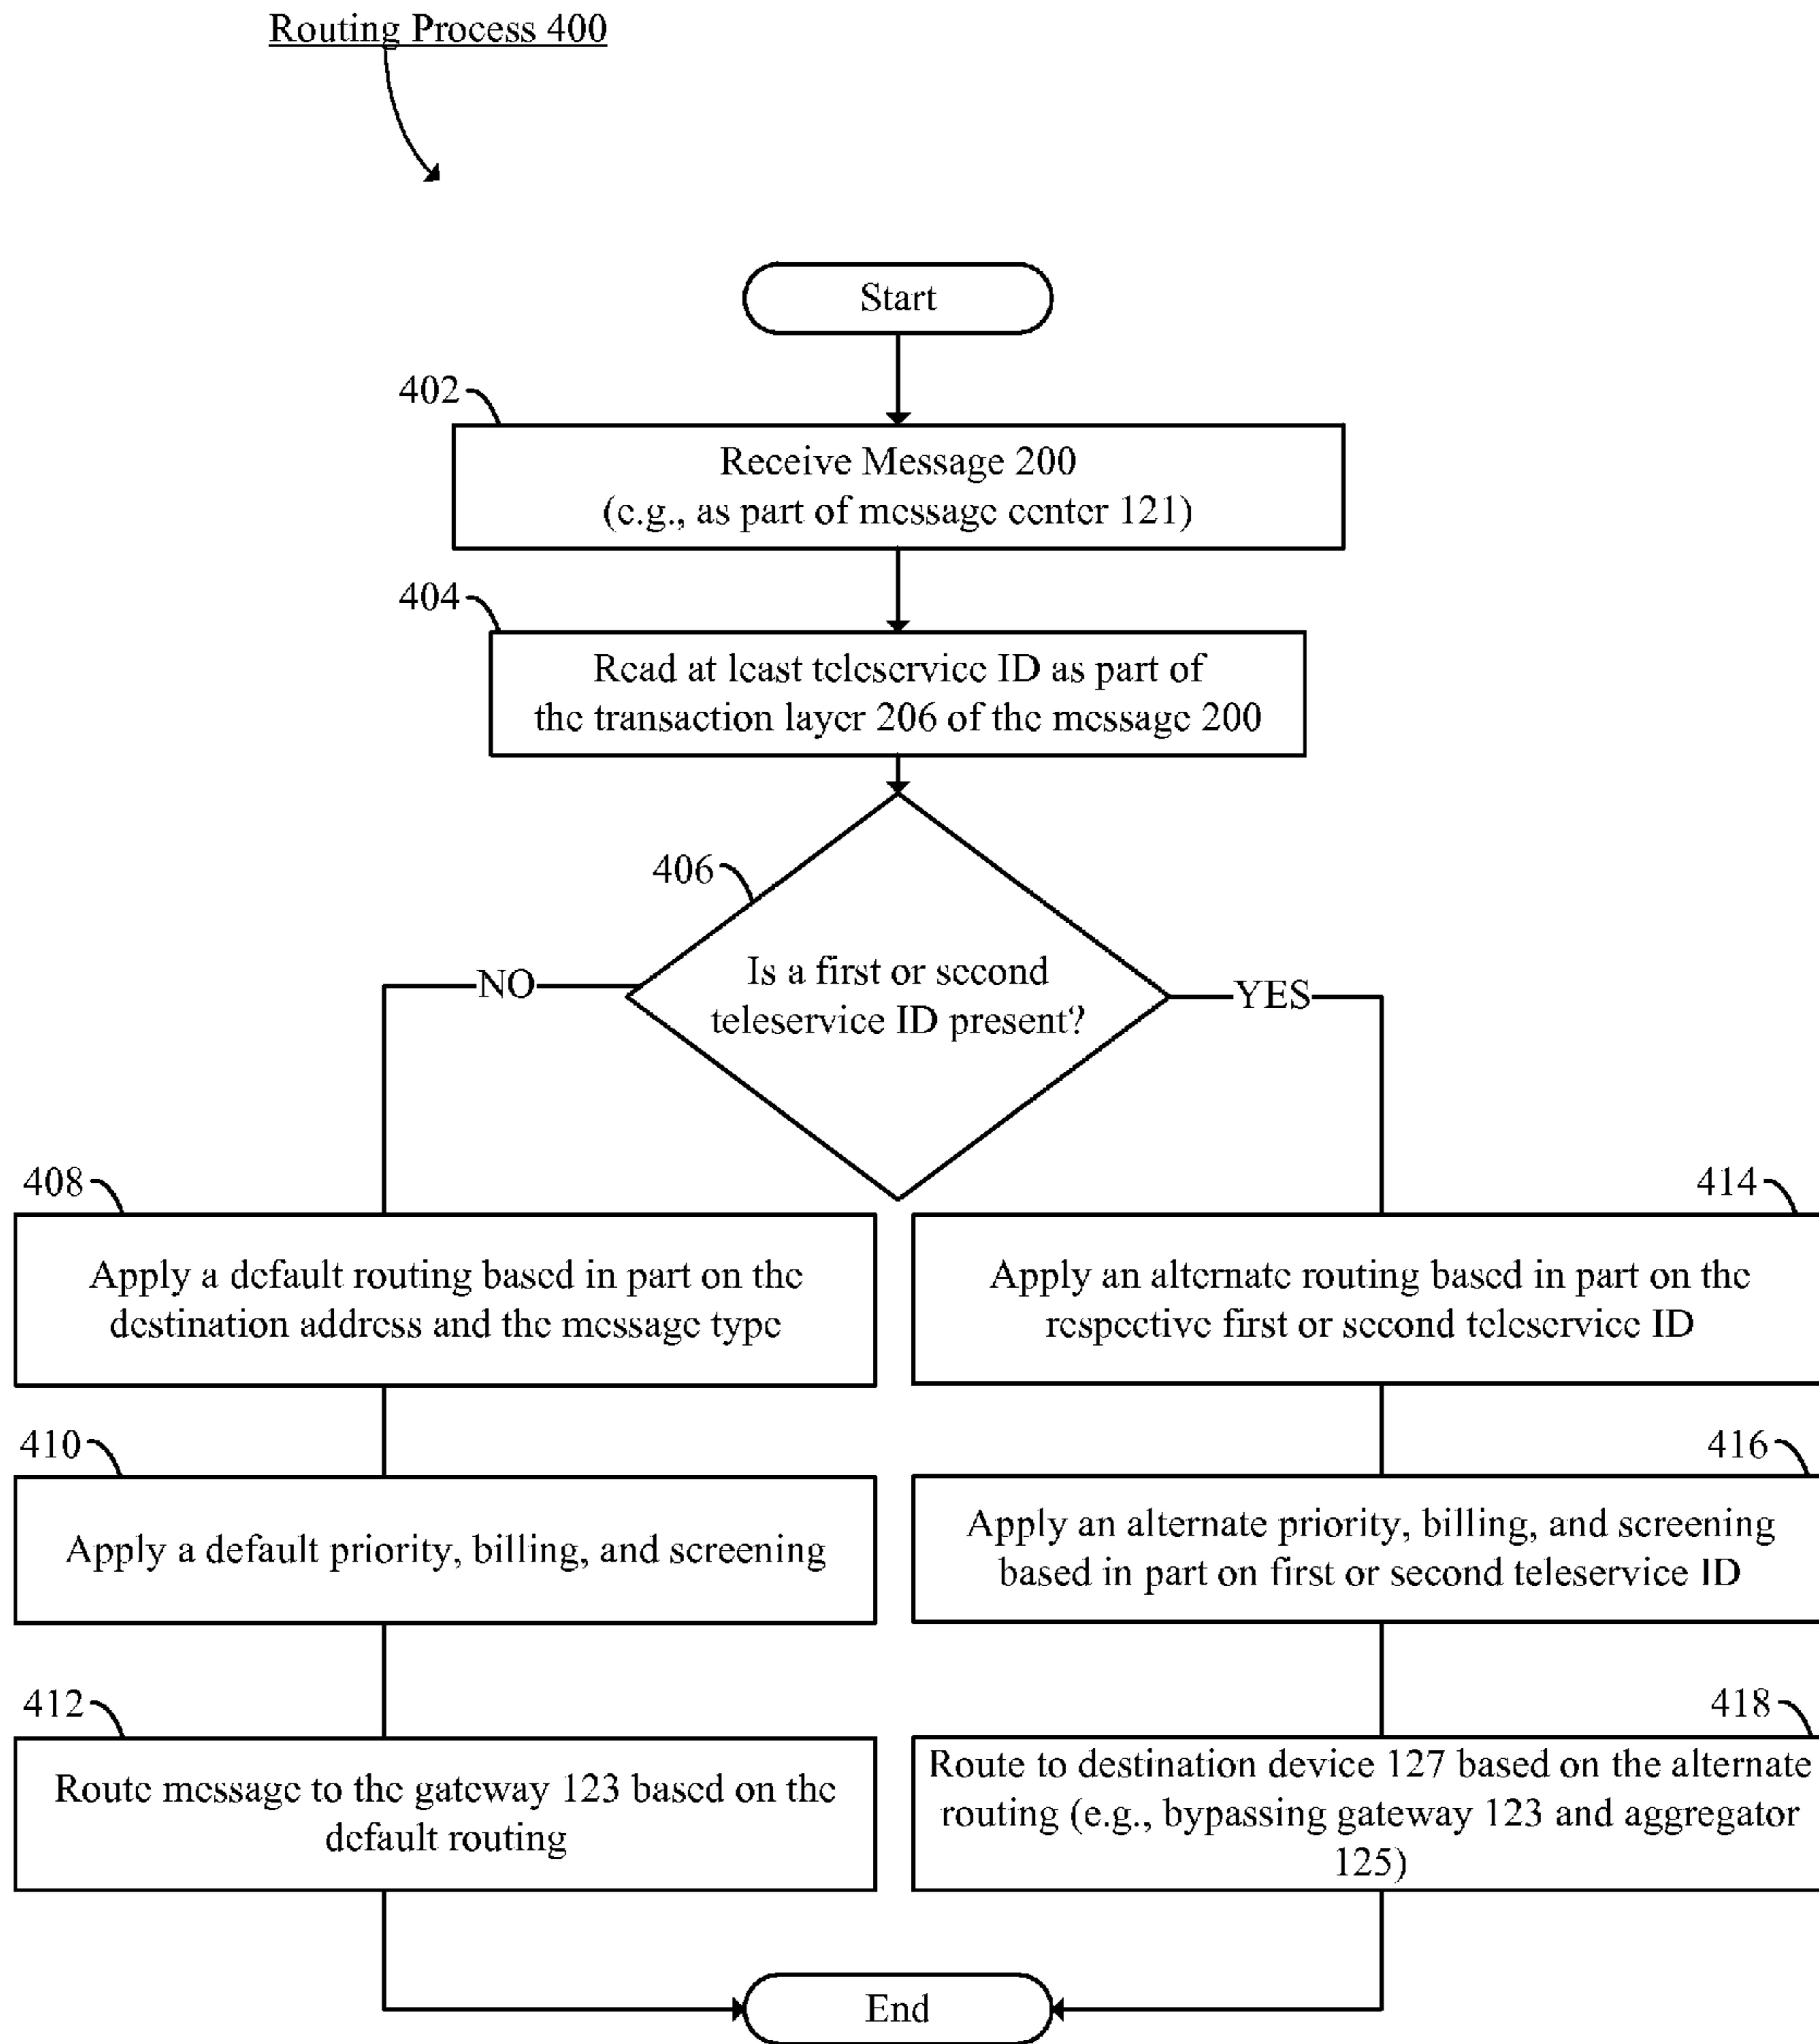 Routing Process 400
Start
402
Receive Message 200
(e.g., as part of message center 121)
404
Read at least teleservice ID as part of
the transaction layer 206 of the message 200
406
Is a first or second
teleservice ID present?
NO
YES
408
Apply a default routing based in part on the
destination address and the message type
414
Apply an alternate routing based in part on the
respective first or second teleservice ID
410
Apply a default priority, billing, and screening
416
Apply an alternate priority, billing, and screening
based in part on first or second teleservice ID
412
Route message to the gateway 123 based on the
default routing
418
Route to destination device 127 based on the alternate
routing (e.g., bypassing gateway 123 and aggregator
125)
End